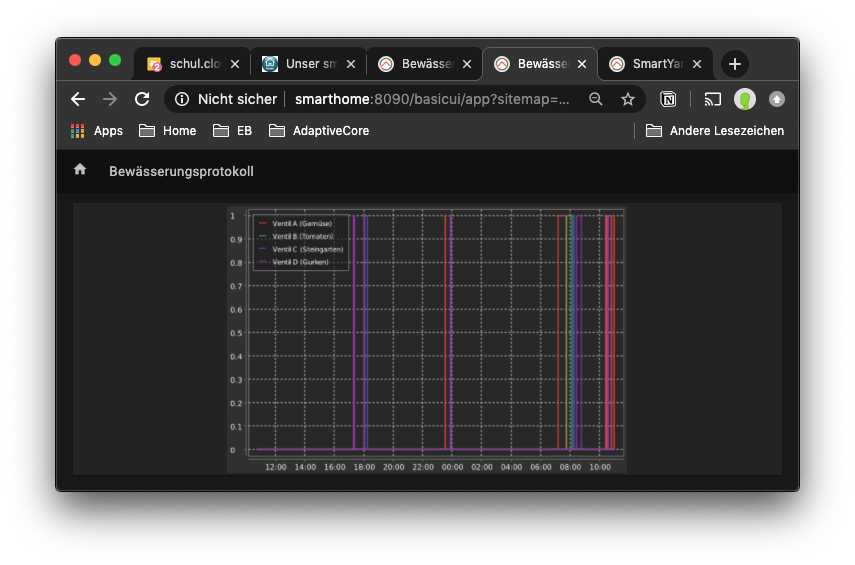 schul.clo
Unser sm
Bewässe
Bewässe
SmartYa
Nicht sicher
smarthome:8090/basicui/app?sitemap=...
Apps
Home
EB
AdaptiveCore
Andere Lesezeichen
Bewässerungsprotokoll
Ventil A (Gemüse)
Ventil B (Tomaten)
Ventil C (Steingarten)
Ventil D (Gurken)
1
0.9
0.8
0.7
0.6
0.5
0.4
0.3
0.2
0.1
0
12:00 14:00 16:00 18:00 20:00 22:00 00:00 02:00 04:00 06:00 08:00 10:00